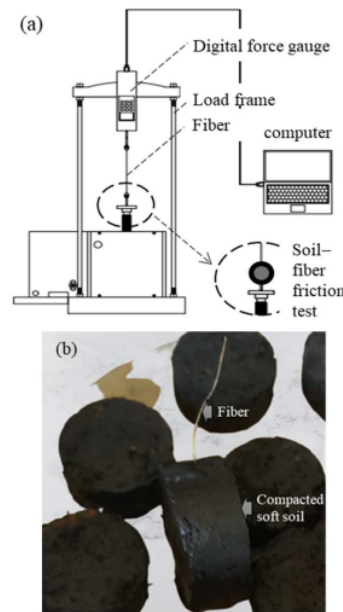 (a)
Digital force gauge
Load frame
Fiber
computer
Soil–
fiber
friction
test
(b)
Fiber
Compacted
soft soil